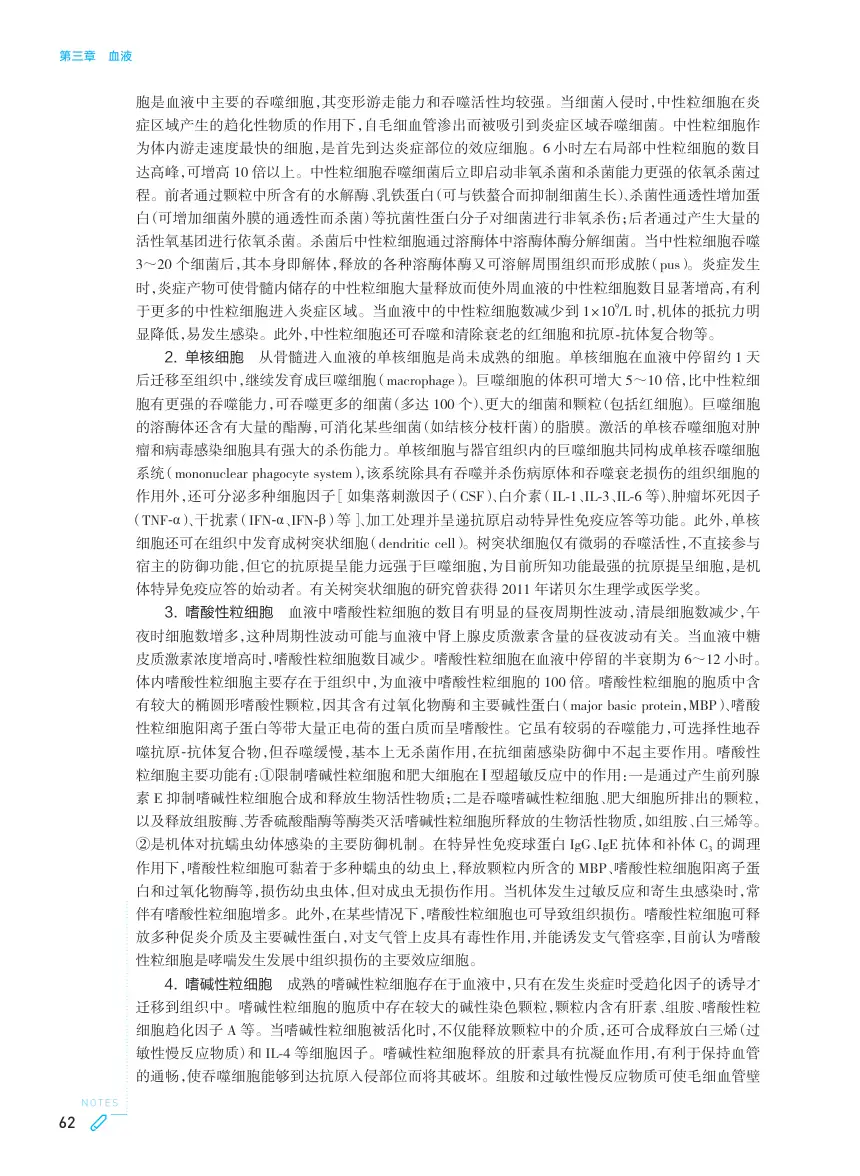 第三章 血液
胞是血液中主要的吞噬细胞，其变形游走能力和吞噬活性均较强。当细菌入侵时，中性粒细胞在炎
症区域产生的趋化性物质的作用下，自毛细血管渗出而被吸引到炎症区域吞噬细菌。中性粒细胞作
为体内游走速度最快的细胞，是首先到达炎症部位的效应细胞。6 小时左右局部中性粒细胞的数目
达高峰，可增高 10 倍以上。中性粒细胞吞噬细菌后立即启动非氧杀菌和杀菌能力更强的依氧杀菌过
程。前者通过颗粒中所含有的水解酶、乳铁蛋白（可与铁螯合而抑制细菌生长）、杀菌性通透性增加蛋
白（可增加细菌外膜的通透性而杀菌）等抗菌性蛋白分子对细菌进行非氧杀伤；后者通过产生大量的
活性氧基团进行依氧杀菌。杀菌后中性粒细胞通过溶酶体中溶酶体酶分解细菌。当中性粒细胞吞噬
3～20 个细菌后，其本身即解体，释放的各种溶酶体酶又可溶解周围组织而形成脓（pus）。炎症发生
时，炎症产物可使骨髓内储存的中性粒细胞大量释放而使外周血液的中性粒细胞数目显著增高，有利
于更多的中性粒细胞进入炎症区域。当血液中的中性粒细胞数减少到 1×10⁹/L 时，机体的抵抗力明
显降低，易发生感染。此外，中性粒细胞还可吞噬和清除衰老的红细胞和抗原-抗体复合物等。
2. 单核细胞 从骨髓进入血液的单核细胞是尚未成熟的细胞。单核细胞在血液中停留约 1 天
后迁移至组织中，继续发育成巨噬细胞（macrophage）。巨噬细胞的体积可增大 5～10 倍，比中性粒细
胞有更强的吞噬能力，可吞噬更多的细菌（多达 100 个）、更大的细菌和颗粒（包括红细胞）。巨噬细胞
的溶酶体还含有大量的酯酶，可消化某些细菌（如结核分枝杆菌）的脂膜。激活的单核吞噬细胞对肿
瘤和病毒感染细胞具有强大的杀伤能力。单核细胞与器官组织内的巨噬细胞共同构成单核吞噬细胞
系统（mononuclear phagocyte system），该系统除具有吞噬并杀伤病原体和吞噬衰老损伤的组织细胞的
作用外，还可分泌多种细胞因子［如集落刺激因子（CSF）、白介素（IL-1、IL-3、IL-6 等）、肿瘤坏死因子
（TNF-α）、干扰素（IFN-α、IFN-β）等］、加工处理并呈递抗原启动特异性免疫应答等功能。此外，单核
细胞还可在组织中发育成树突状细胞（dendritic cell）。树突状细胞仅有微弱的吞噬活性，不直接参与
宿主的防御功能，但它的抗原提呈能力远强于巨噬细胞，为目前所知功能最强的抗原提呈细胞，是机
体特异免疫应答的始动者。有关树突状细胞的研究曾获得 2011 年诺贝尔生理学或医学奖。
3. 嗜酸性粒细胞 血液中嗜酸性粒细胞的数目有明显的昼夜周期性波动，清晨细胞数减少，午
夜时细胞数增多，这种周期性波动可能与血液中肾上腺皮质激素含量的昼夜波动有关。当血液中糖
皮质激素浓度增高时，嗜酸性粒细胞数目减少。嗜酸性粒细胞在血液中停留的半衰期为 6～12 小时。
体内嗜酸性粒细胞主要存在于组织中，为血液中嗜酸性粒细胞的 100 倍。嗜酸性粒细胞的胞质中含
有较大的椭圆形嗜酸性颗粒，因其含有过氧化物酶和主要碱性蛋白（major basic protein，MBP）、嗜酸
性粒细胞阳离子蛋白等带大量正电荷的蛋白质而呈嗜酸性。它虽有较弱的吞噬能力，可选择性地吞
噬抗原-抗体复合物，但吞噬缓慢，基本上无杀菌作用，在抗细菌感染防御中不起主要作用。嗜酸性
粒细胞主要功能有：①限制嗜碱性粒细胞和肥大细胞在Ⅰ型超敏反应中的作用：一是通过产生前列腺
素 E 抑制嗜碱性粒细胞合成和释放生物活性物质；二是吞噬嗜碱性粒细胞、肥大细胞所排出的颗粒，
以及释放组胺酶、芳香硫酸酯酶等酶类灭活嗜碱性粒细胞所释放的生物活性物质，如组胺、白三烯等。
②是机体对抗蠕虫幼体感染的主要防御机制。在特异性免疫球蛋白 IgG、IgE 抗体和补体 C₃ 的调理
作用下，嗜酸性粒细胞可黏着于多种蠕虫的幼虫上，释放颗粒内所含的 MBP、嗜酸性粒细胞阳离子蛋
白和过氧化物酶等，损伤幼虫虫体，但对成虫无损伤作用。当机体发生过敏反应和寄生虫感染时，常
伴有嗜酸性粒细胞增多。此外，在某些情况下，嗜酸性粒细胞也可导致组织损伤。嗜酸性粒细胞可释
放多种促炎介质及主要碱性蛋白，对支气管上皮具有毒性作用，并能诱发支气管痉挛，目前认为嗜酸
性粒细胞是哮喘发生发展中组织损伤的主要效应细胞。
4. 嗜碱性粒细胞 成熟的嗜碱性粒细胞存在于血液中，只有在发生炎症时受趋化因子的诱导才
迁移到组织中。嗜碱性粒细胞的胞质中存在较大的碱性染色颗粒，颗粒内含有肝素、组胺、嗜酸性粒
细胞趋化因子 A 等。当嗜碱性粒细胞被活化时，不仅能释放颗粒中的介质，还可合成释放白三烯（过
敏性慢反应物质）和 IL-4 等细胞因子。嗜碱性粒细胞释放的肝素具有抗凝血作用，有利于保持血管
的通畅，使吞噬细胞能够到达抗原入侵部位而将其破坏。组胺和过敏性慢反应物质可使毛细血管壁
NOTES
62